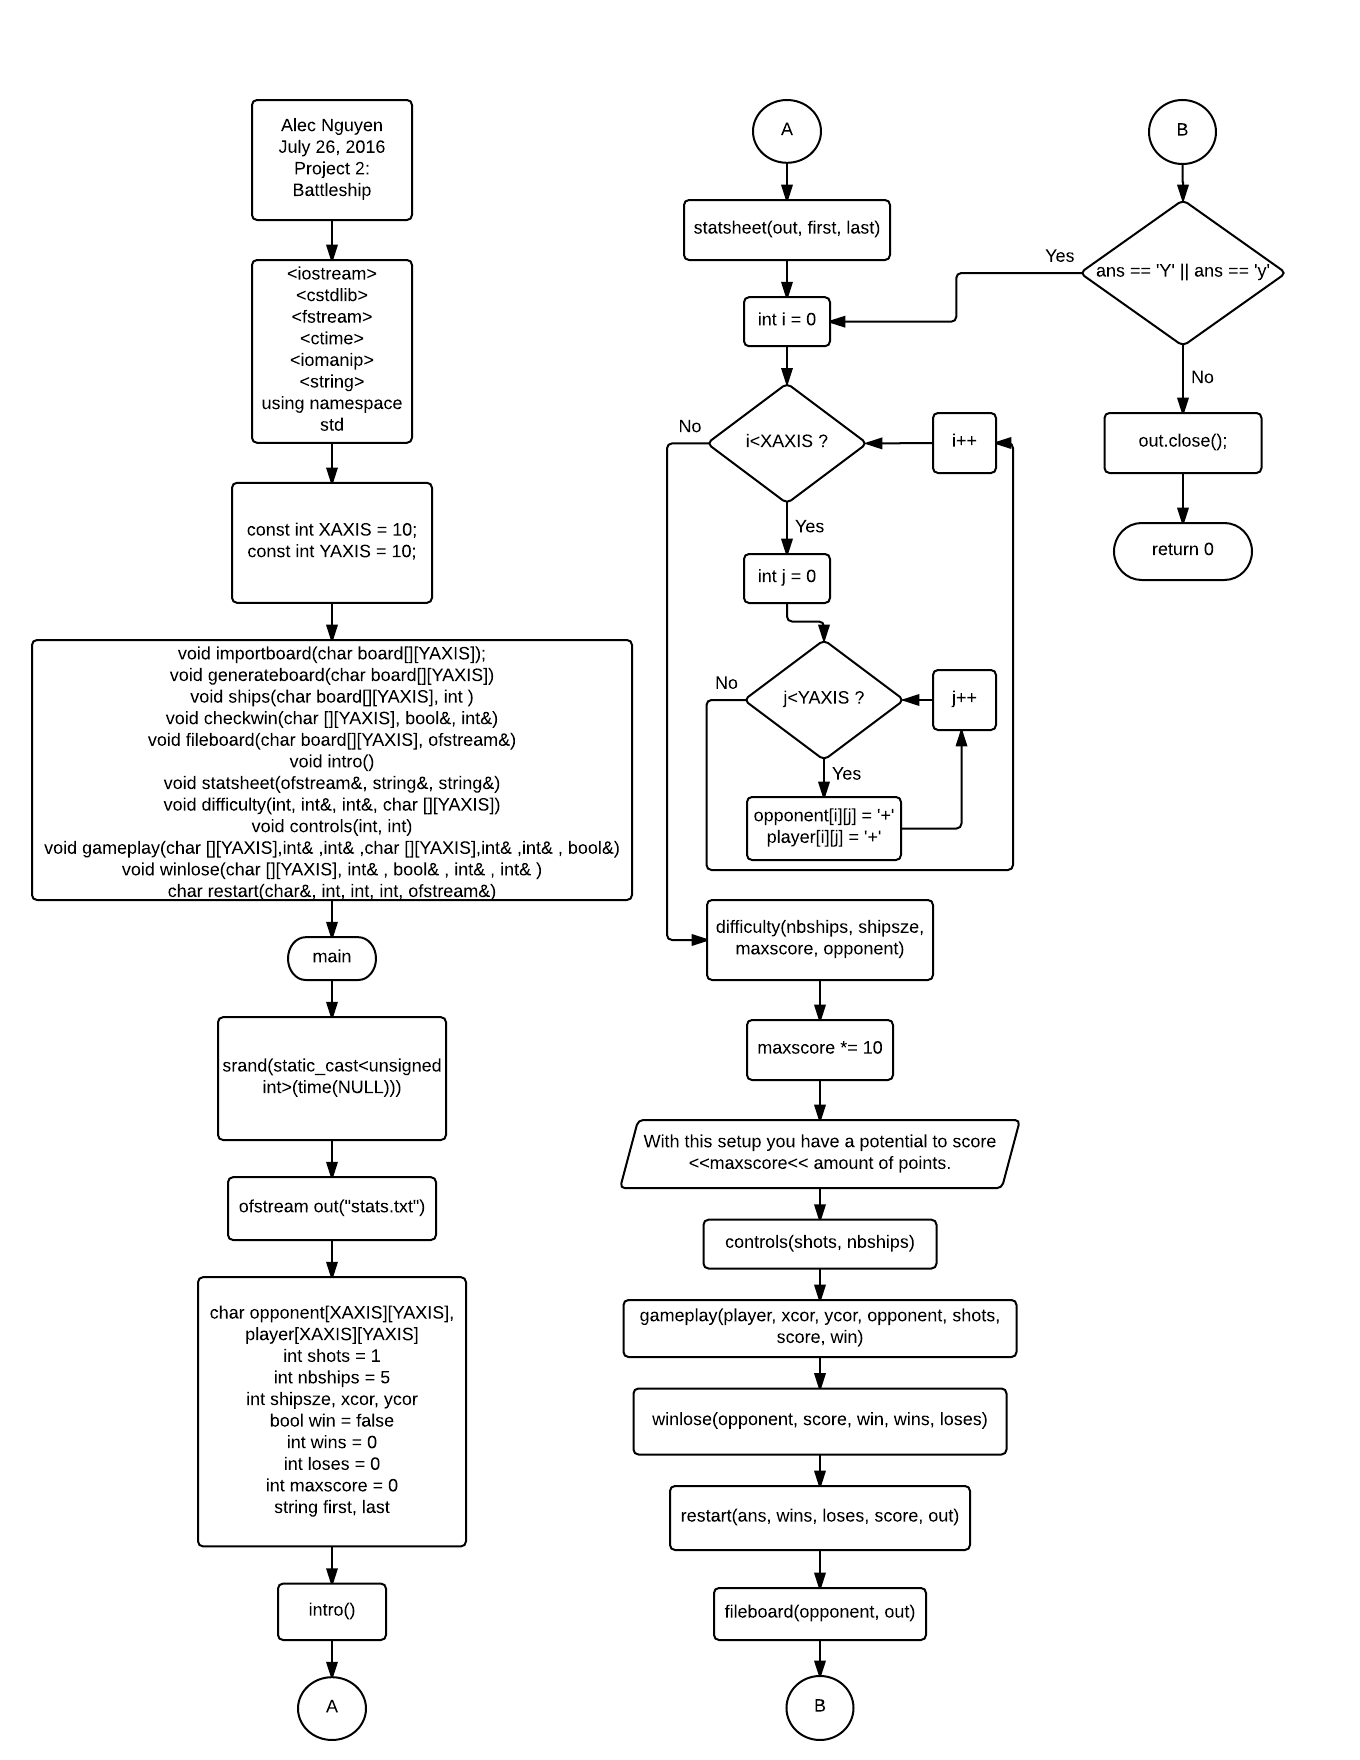 Alec Nguyen
July 26, 2016
Project 2:
Battleship
<iostream>
<cstdlib>
<fstream>
<ctime>
<iomanip>
<string>
using namespace
std
const int XAXIS = 10;
const int YAXIS = 10;
void importboard(char board[][YAXIS]);
void generateboard(char board[][YAXIS])
void ships(char board[][YAXIS], int )
void checkwin(char [][YAXIS], bool&, int&)
void fileboard(char board[][YAXIS], ofstream&)
void intro()
void statsheet(ofstream&, string&, string&)
void difficulty(int, int&, int&, char [][YAXIS])
void controls(int, int)
void gameplay(char [][YAXIS],int& ,int& ,char [][YAXIS],int& ,int& , bool&)
void winlose(char [][YAXIS], int& , bool& , int& , int& )
char restart(char&, int, int, int, ofstream&)
main
srand(static_cast<unsigned
int>(time(NULL)))
ofstream out("stats.txt")
char opponent[XAXIS][YAXIS],
player[XAXIS][YAXIS]
int shots = 1
int nbships = 5
int shipsze, xcor, ycor
bool win = false
int wins = 0
int loses = 0
int maxscore = 0
string first, last
intro()
A
A
statsheet(out, first, last)
int i = 0
i<XAXIS ?
No
i++
Yes
int j = 0
j<YAXIS ?
No
j++
Yes
opponent[i][j] = '+'
player[i][j] = '+'
difficulty(nbships, shipsze,
maxscore, opponent)
maxscore *= 10
With this setup you have a potential to score
<<maxscore<< amount of points.
controls(shots, nbships)
gameplay(player, xcor, ycor, opponent, shots,
score, win)
winlose(opponent, score, win, wins, loses)
restart(ans, wins, loses, score, out)
fileboard(opponent, out)
B
B
ans == 'Y' || ans == 'y'
Yes
No
out.close();
return 0